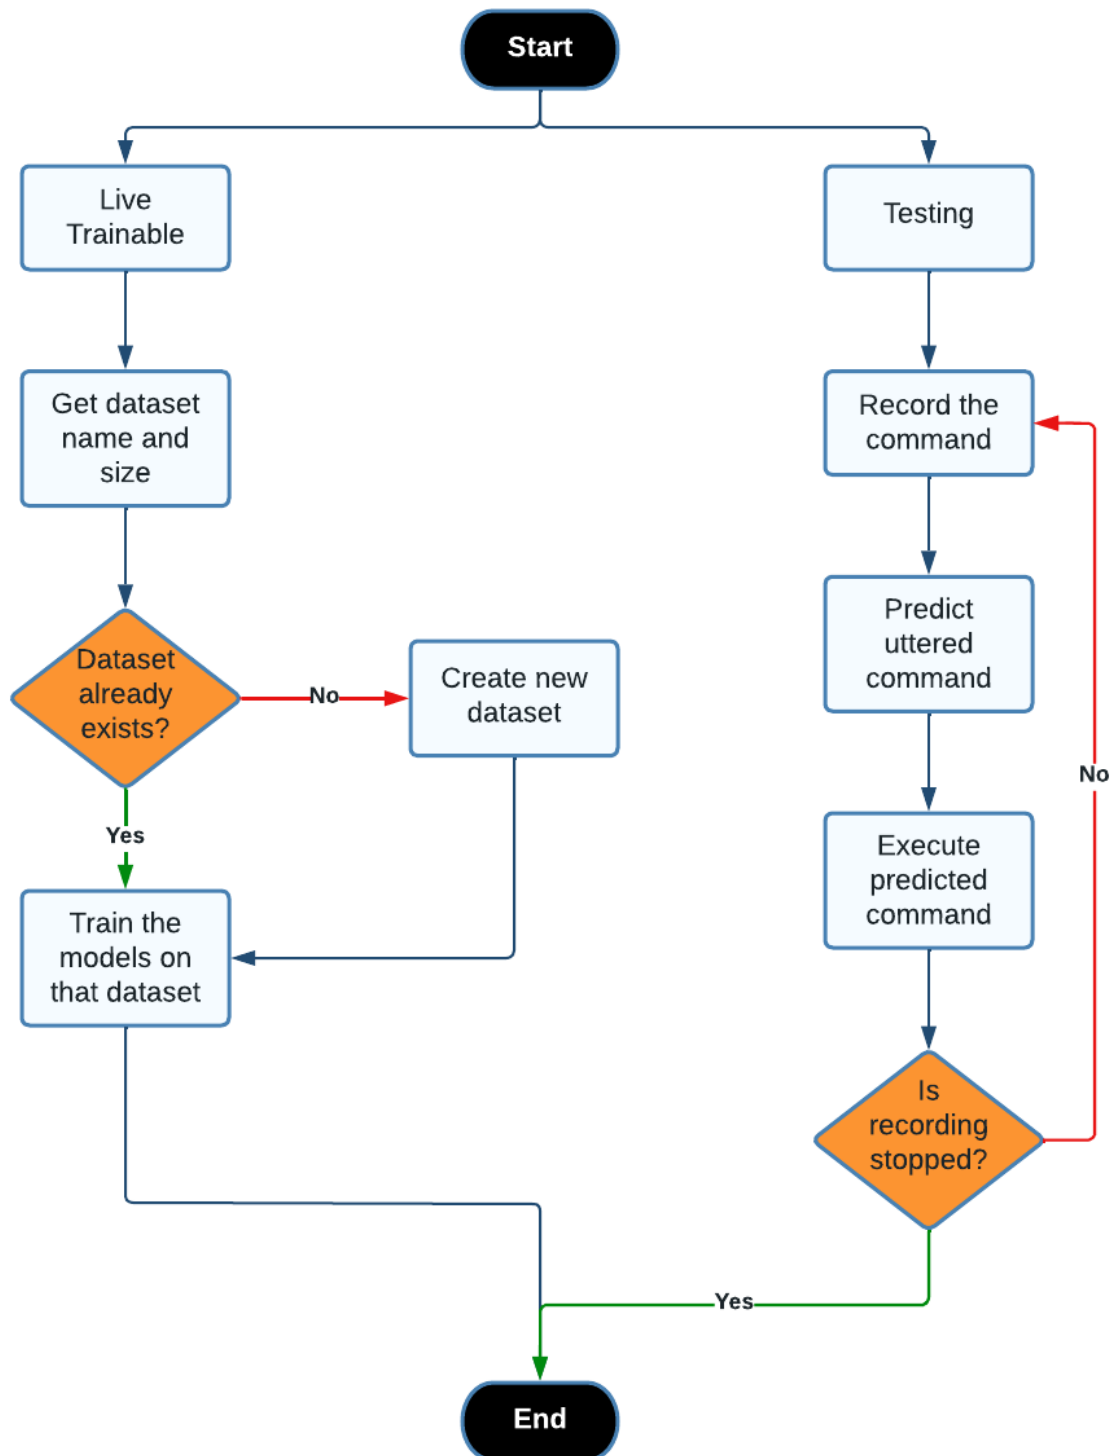 Start
Live
Trainable
Testing
Get dataset
name and
size
Record the
command
Dataset
already
exists?
No
Create new
dataset
Predict
uttered
command
No
Yes
Execute
predicted
command
Train the
models on
that dataset
Is
recording
stopped?
Yes
End